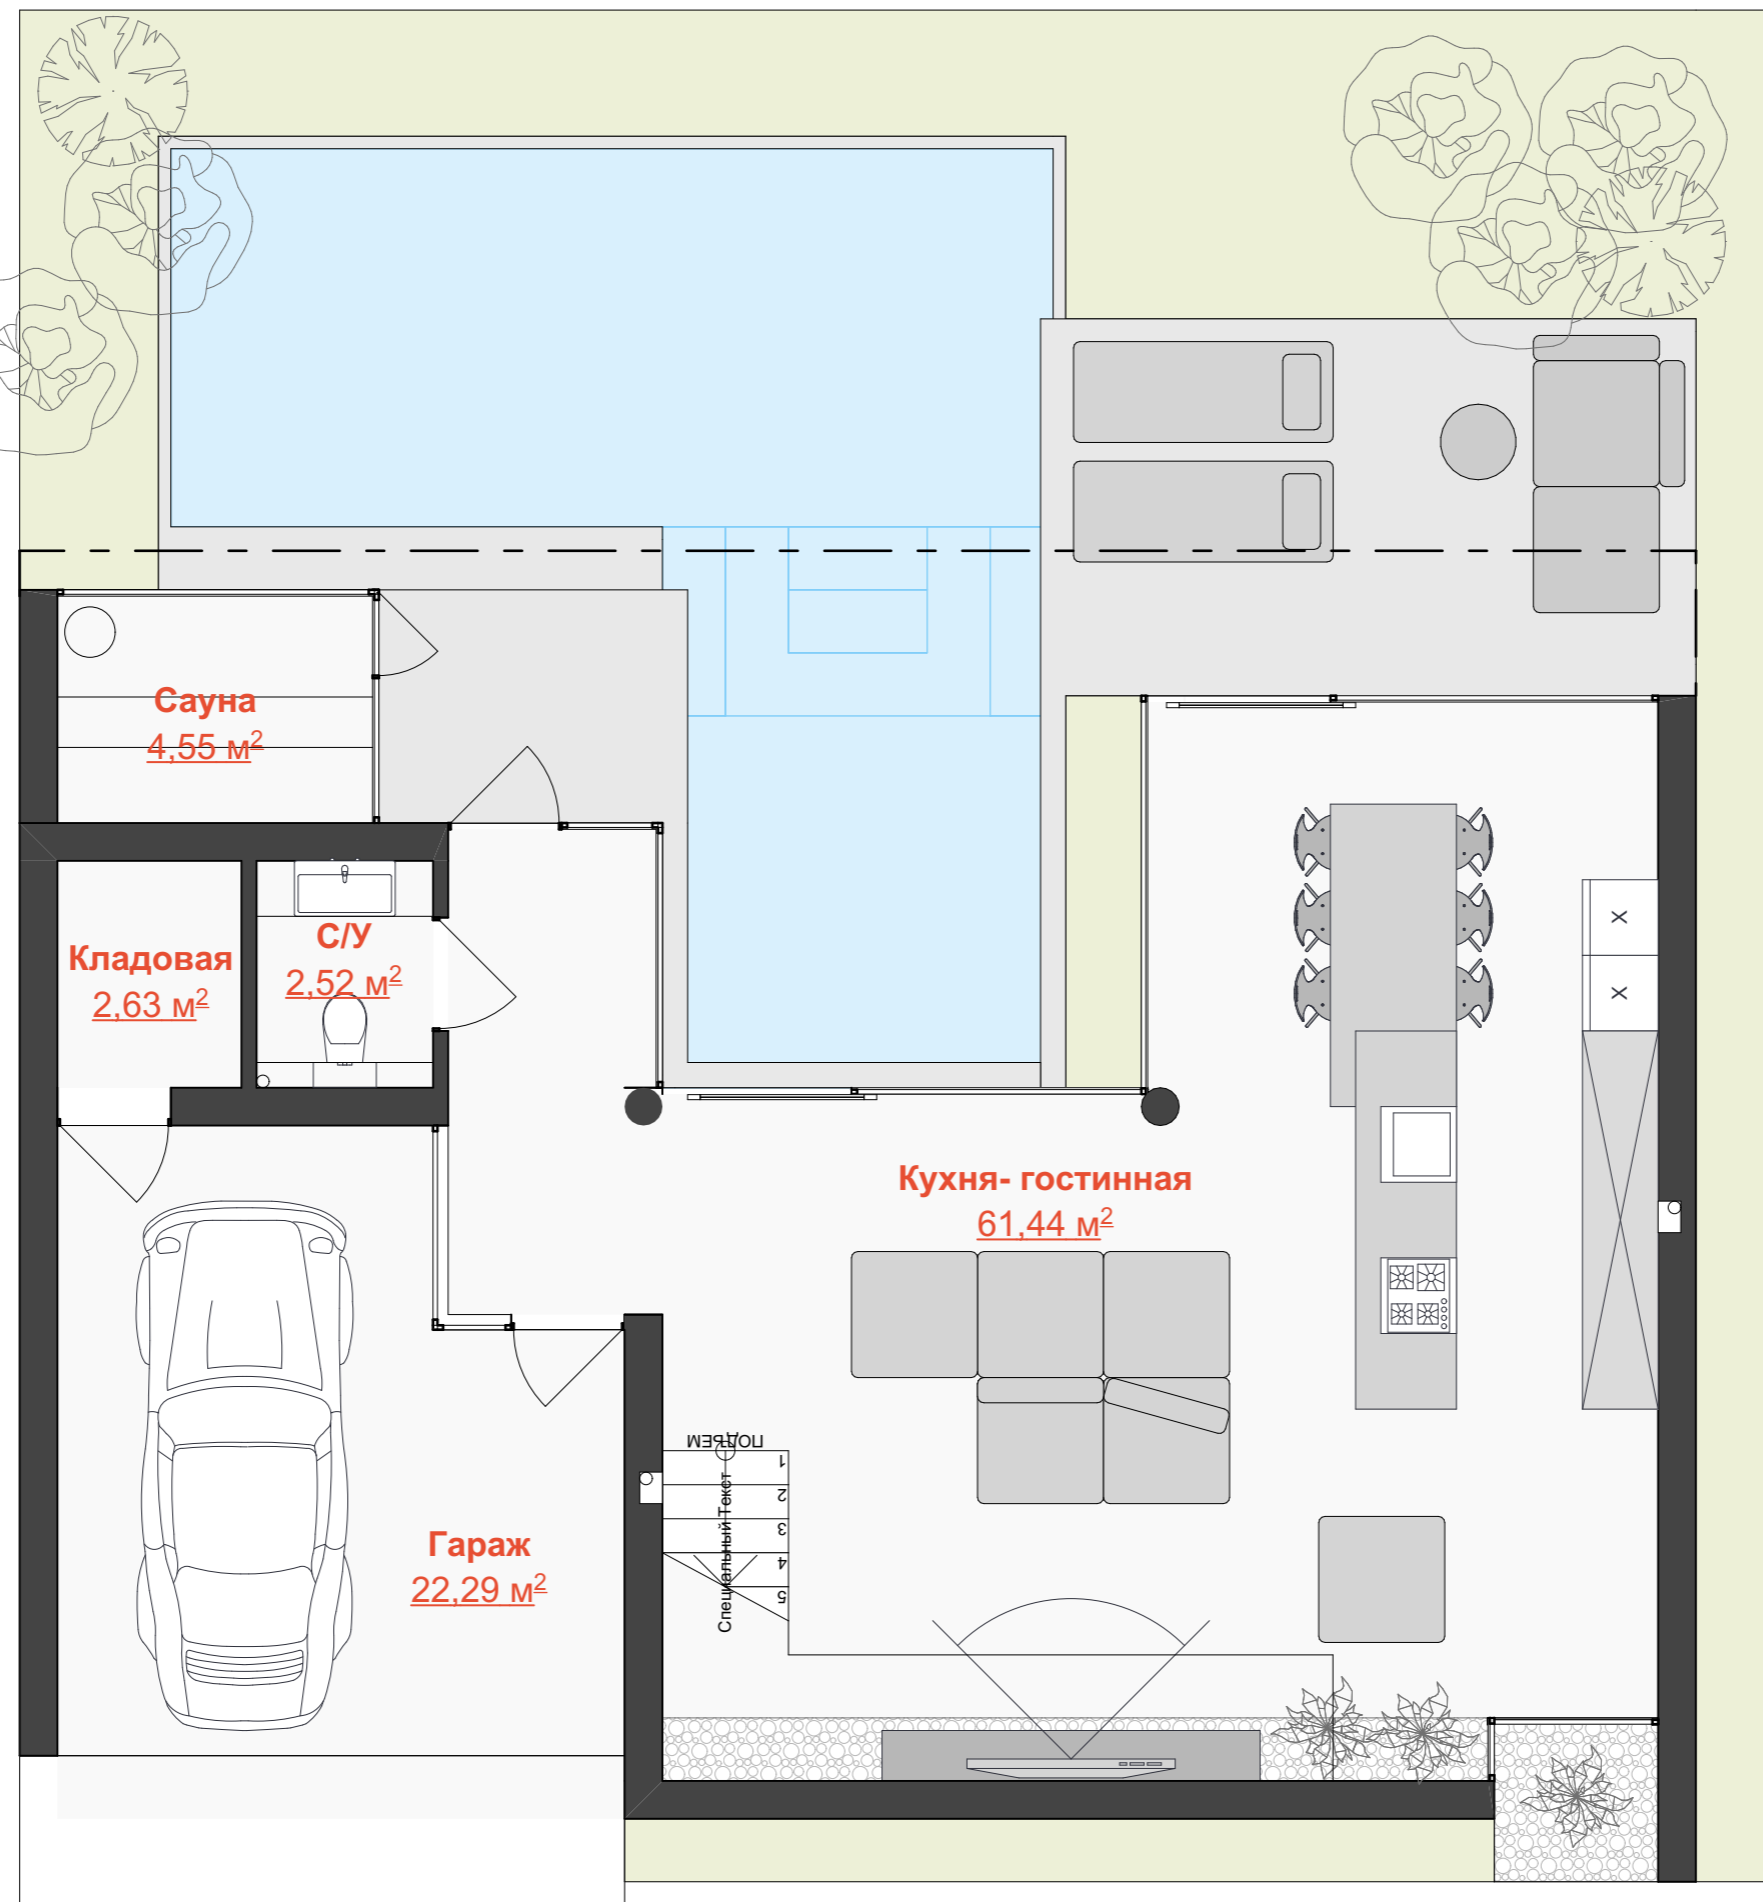 Сауна
4,55 м²
С/У
2,52 м²
Кладовая
2,63 м²
X
X
Кухня- гостинная
61,44 м²
ПОДЪЕМ
1
2
3
4
5
Специальный Текст
Гараж
22,29 м²